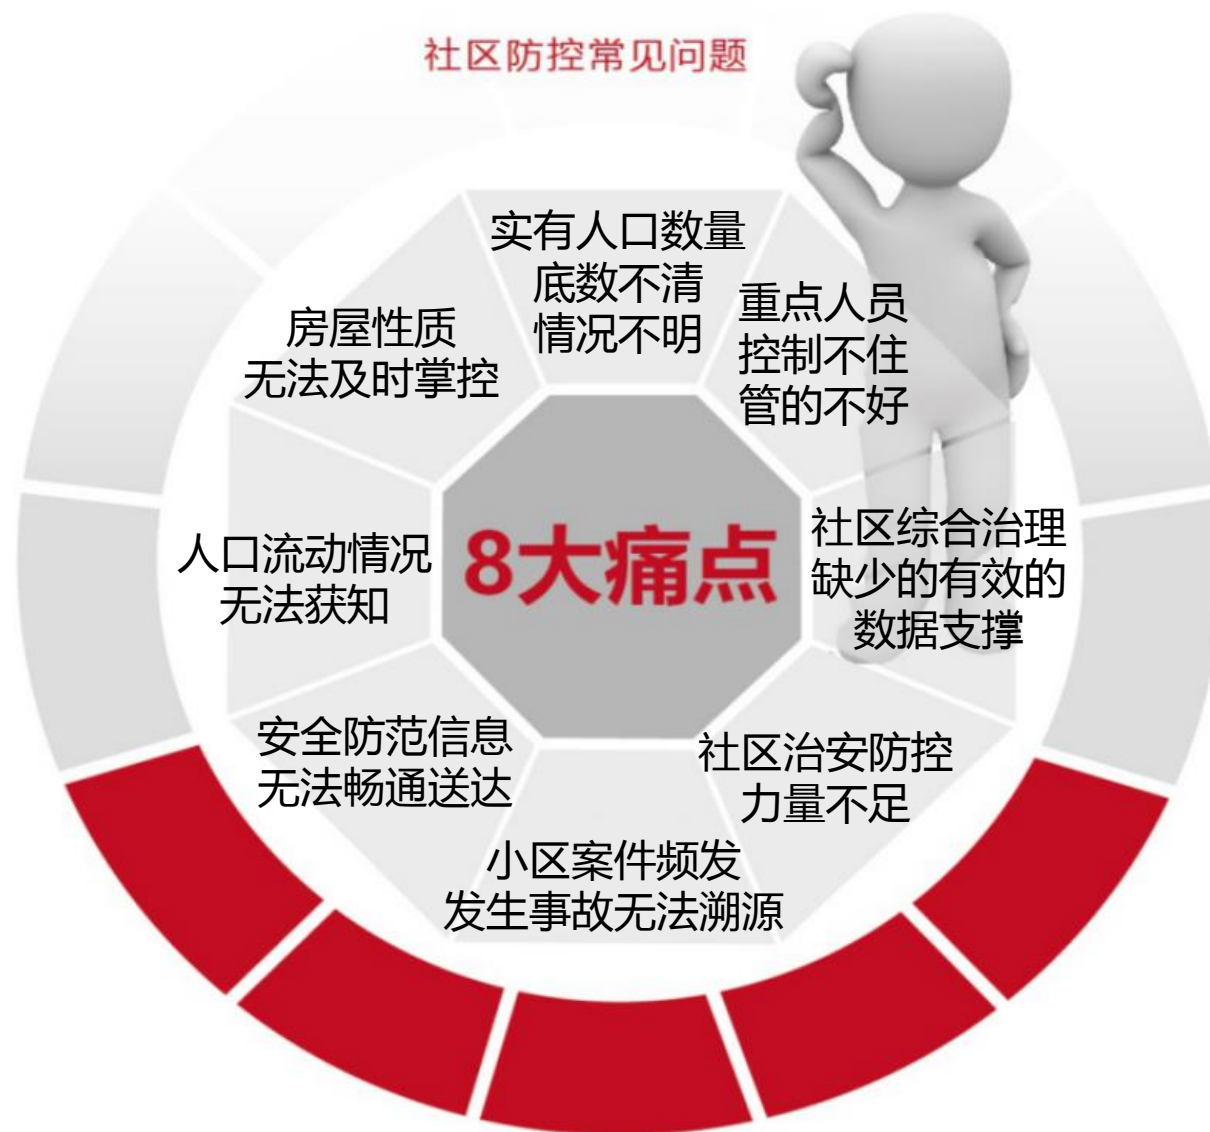 社区防控常见问题
实有人口数量
底数不清
情况不明
重点人员
控制不住
管的不好
社区综合治理
缺少的有效的
数据支撑
社区治安防控
力量不足
小区案件频发
发生事故无法溯源
安全防范信息
无法畅通送达
人口流动情况
无法获知
房屋性质
无法及时掌控
8大痛点